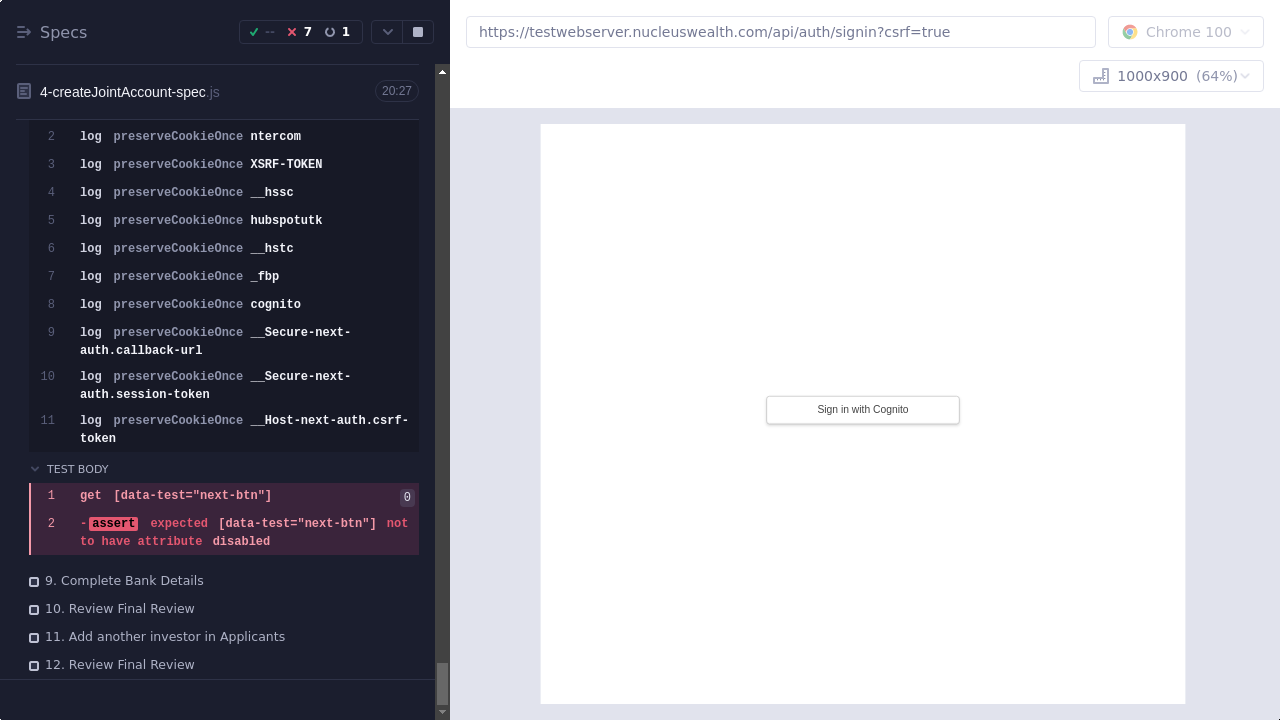 Specs
--
7
1
4-createJointAccount-spec.js
20:27
2 log preserveCookieOnce ntercom
3 log preserveCookieOnce XSRF-TOKEN
4 log preserveCookieOnce __hssc
5 log preserveCookieOnce hubspotutk
6 log preserveCookieOnce __hstc
7 log preserveCookieOnce _fbp
8 log preserveCookieOnce cognito
9 log preserveCookieOnce __Secure-next-
auth.callback-url
10 log preserveCookieOnce __Secure-next-
auth.session-token
11 log preserveCookieOnce __Host-next-auth.csrf-
token
TEST BODY
1 get [data-test="next-btn"] 0
2 -assert expected [data-test="next-btn"] not
to have attribute disabled
9. Complete Bank Details
10. Review Final Review
11. Add another investor in Applicants
12. Review Final Review
https://testwebserver.nucleuswealth.com/api/auth/signin?csrf=true
Chrome 100
1000x900 (64%)
Sign in with Cognito